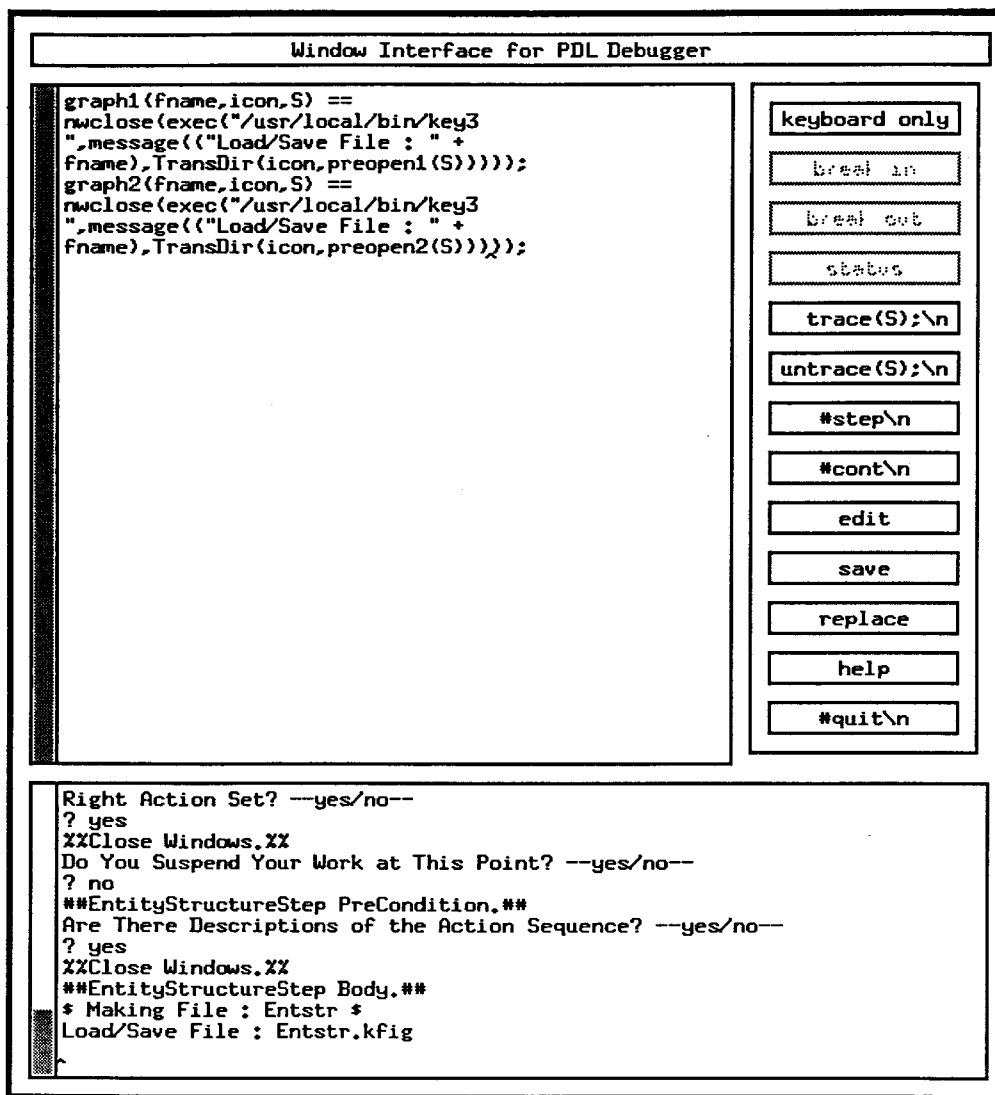 Window Interface for PDL Debugger
graph1(fname,icon,S) ==
nwclose(exec("/usr/local/bin/key3
",message(("Load/Save File : " +
fname),TransDir(icon,preopen1(S)))));
graph2(fname,icon,S) ==
nwclose(exec("/usr/local/bin/key3
",message(("Load/Save File : " +
fname),TransDir(icon,preopen2(S)))));
keyboard only
break in
break out
status
trace(S);\n
untrace(S);\n
#step\n
#cont\n
edit
save
replace
help
#quit\n
Right Action Set? --yes/no--
? yes
%%Close Windows.%%
Do You Suspend Your Work at This Point? --yes/no--
? no
##EntityStructureStep PreCondition.##
Are There Descriptions of the Action Sequence? --yes/no--
? yes
%%Close Windows.%%
##EntityStructureStep Body.##
$ Making File : Entstr $
Load/Save File : Entstr.kfig
^